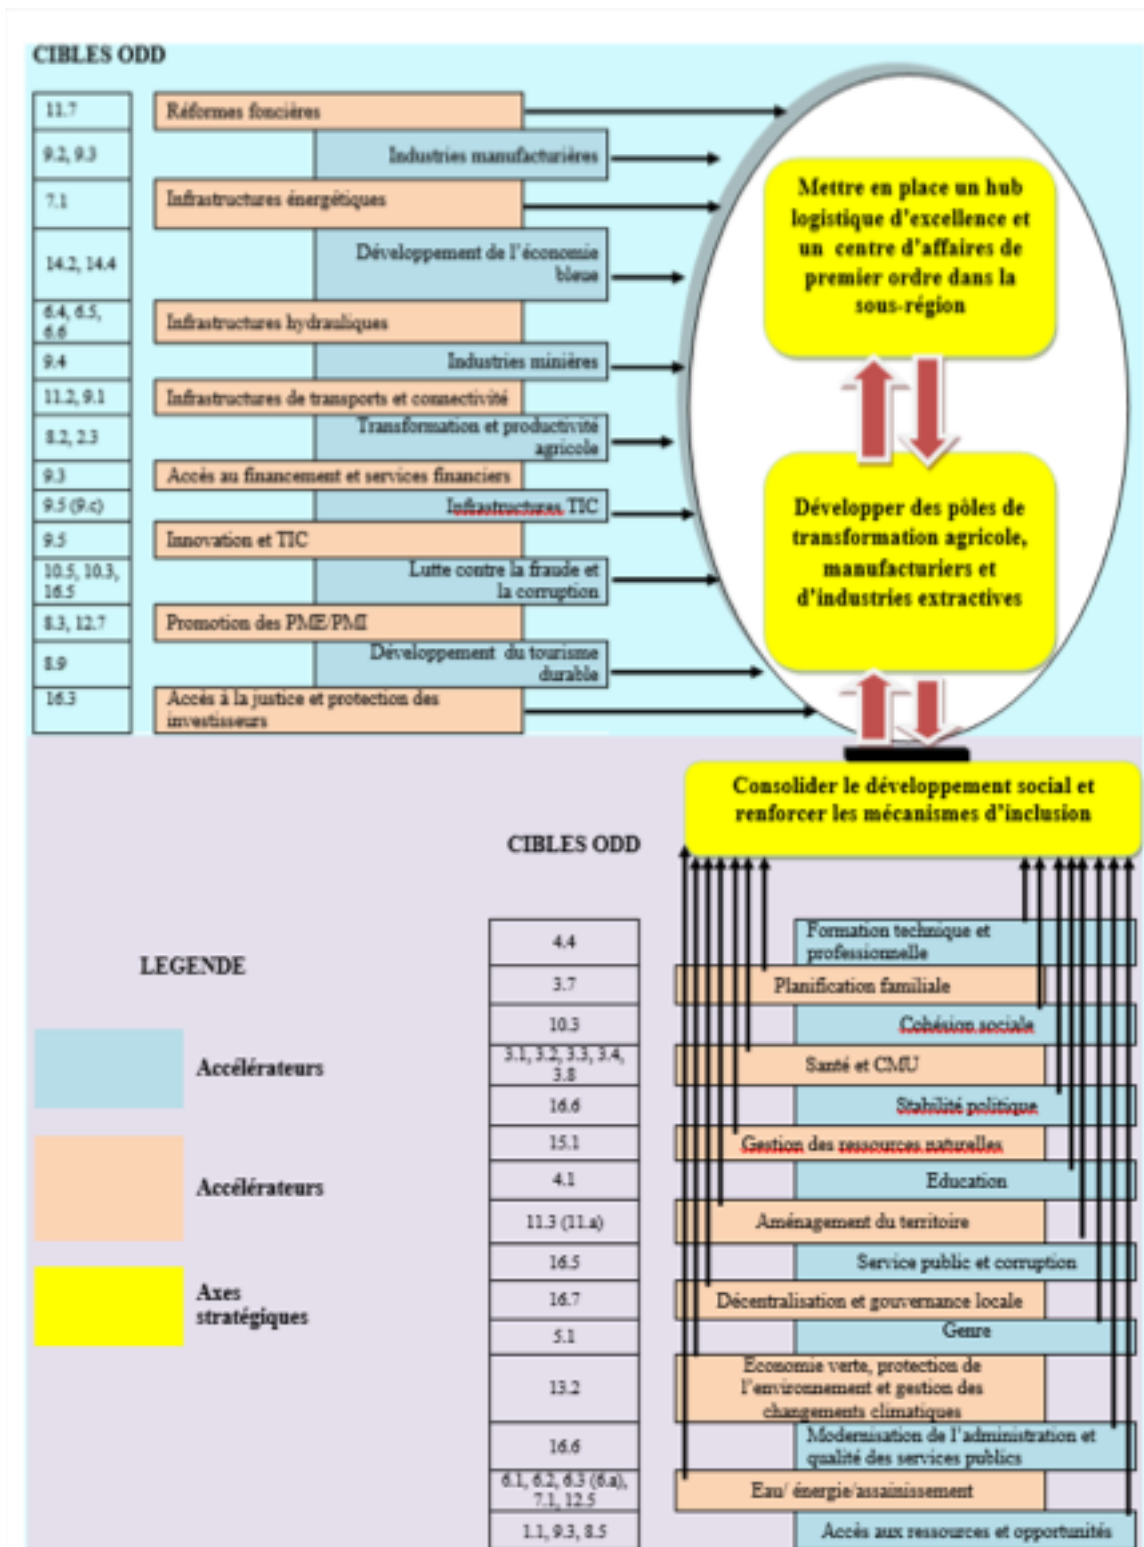 CIBLES ODD
11.7
Réformes foncières
9.2, 9.3
Industries manufacturières
7.1
Infrastructures énergétiques
14.2, 14.4
Développement de l'économie
bleue
6.4, 6.5,
6.6
Infrastructures hydrauliques
9.4
Industries minières
11.2, 9.1
Infrastructures de transports et connectivité
8.2, 2.3
Transformation et productivité
agricole
9.3
Accès au financement et services financiers
9.5 (9.c)
Infrastructures TIC
9.5
Innovation et TIC
10.5, 10.3,
16.5
Lutte contre la fraude et
la corruption
8.3, 12.7
Promotion des PME/PMI
8.9
Développement du tourisme
durable
16.3
Accès à la justice et protection des
investisseurs
Mettre en place un hub
logistique d'excellence et
un centre d'affaires de
premier ordre dans la
sous-région
Développer des pôles de
transformation agricole,
manufacturiers et
d'industries extractives
Consolider le développement social et
renforcer les mécanismes d'inclusion
CIBLES ODD
4.4
Formation technique et
professionnelle
3.7
Planification familiale
10.3
Cohésion sociale
3.1, 3.2, 3.3, 3.4,
3.8
Santé et CMU
16.6
Stabilité politique
15.1
Gestion des ressources naturelles
4.1
Education
11.3 (11.a)
Aménagement du territoire
16.5
Service public et corruption
16.7
Décentralisation et gouvernance locale
5.1
Genre
13.2
Economie verte, protection de
l'environnement et gestion des
changements climatiques
16.6
Modernisation de l'administration et
qualité des services publics
6.1, 6.2, 6.3 (6.a),
7.1, 12.5
Eau/ énergie/assainissement
1.1, 9.3, 8.5
Accès aux ressources et opportunités
LEGENDE
Accélérateurs
Accélérateurs
Axes
stratégiques